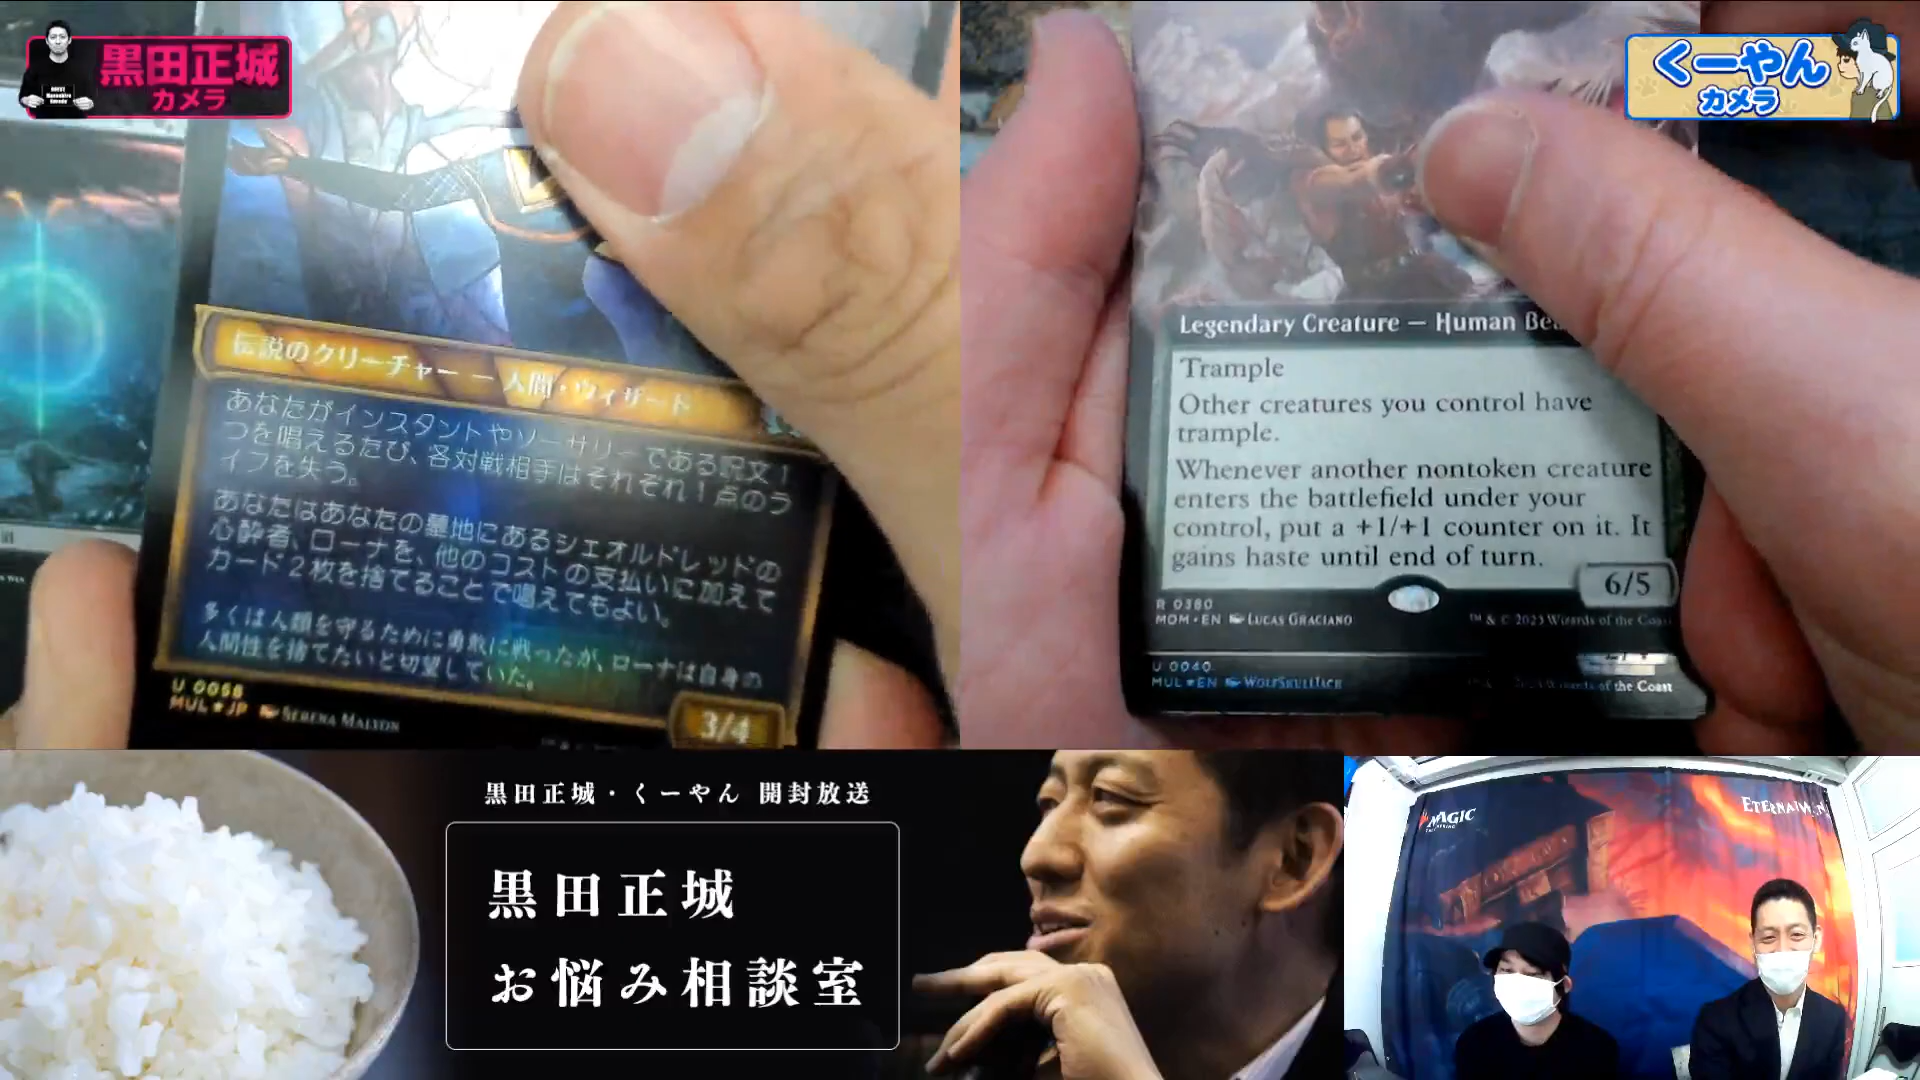 黒田正城
カメラ
くーやん
カメラ
伝説のクリーチャー ― 人間・ウィザード
あなたがインスタントやソーサリーである呪文1
つを唱えるたび、各対戦相手はそれぞれ1点のラ
イフを失う。
あなたはあなたの墓地にあるシェオルドレッドの
心酔者、ローナを、他のコストの支払いに加えて
カード2枚を捨てることで唱えてもよい。
多くは人類を守るために勇敢に戦ったが、ローナは自身の
人間性を捨てたいと切望していた。
U 0058
MUL★JP Serena Malyon
3/4
Legendary Creature — Human
Trample
Other creatures you control have
trample.
Whenever another nontoken creature
enters the battlefield under your
control, put a +1/+1 counter on it. It
gains haste until end of turn.
6/5
R 0380
MOM • EN Lucas Graciano
™ & © 2023 Wizards of the Coast
U 0040
MUL★EN WolfSkullJack
Wizards of the Coast
黒田正城・くーやん 開封放送
黒田正城
お悩み相談室
MAGIC